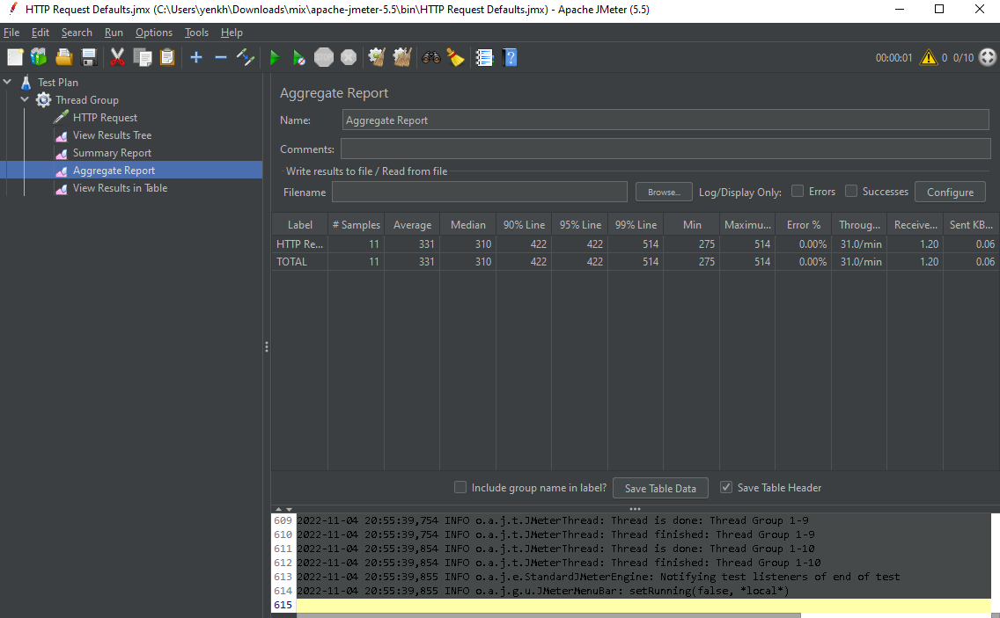 HTTP Request Defaults.jmx (C:\Users\yenkh\Downloads\mix\apache-jmeter-5.5\bin\HTTP Request Defaults.jmx) - Apache JMeter (5.5)
File Edit Search Run Options Tools Help
STOP
00:00:01 0 0/10
Test Plan
Thread Group
HTTP Request
View Results Tree
Summary Report
Aggregate Report
View Results in Table
Aggregate Report
Name: Aggregate Report
Comments:
Write results to file / Read from file
Filename Browse... Log/Display Only: Errors Successes Configure
Label # Samples Average Median 90% Line 95% Line 99% Line Min Maximu... Error % Throug... Receive... Sent KB...
HTTP Re... 11 331 310 422 422 514 275 514 0.00% 31.0/min 1.20 0.06
TOTAL 11 331 310 422 422 514 275 514 0.00% 31.0/min 1.20 0.06
Include group name in label? Save Table Data Save Table Header
609 2022-11-04 20:55:39,754 INFO o.a.j.t.JMeterThread: Thread is done: Thread Group 1-9
610 2022-11-04 20:55:39,754 INFO o.a.j.t.JMeterThread: Thread finished: Thread Group 1-9
611 2022-11-04 20:55:39,854 INFO o.a.j.t.JMeterThread: Thread is done: Thread Group 1-10
612 2022-11-04 20:55:39,854 INFO o.a.j.t.JMeterThread: Thread finished: Thread Group 1-10
613 2022-11-04 20:55:39,855 INFO o.a.j.e.StandardJMeterEngine: Notifying test listeners of end of test
614 2022-11-04 20:55:39,855 INFO o.a.j.g.u.JMeterMenuBar: setRunning(false, *local*)
615